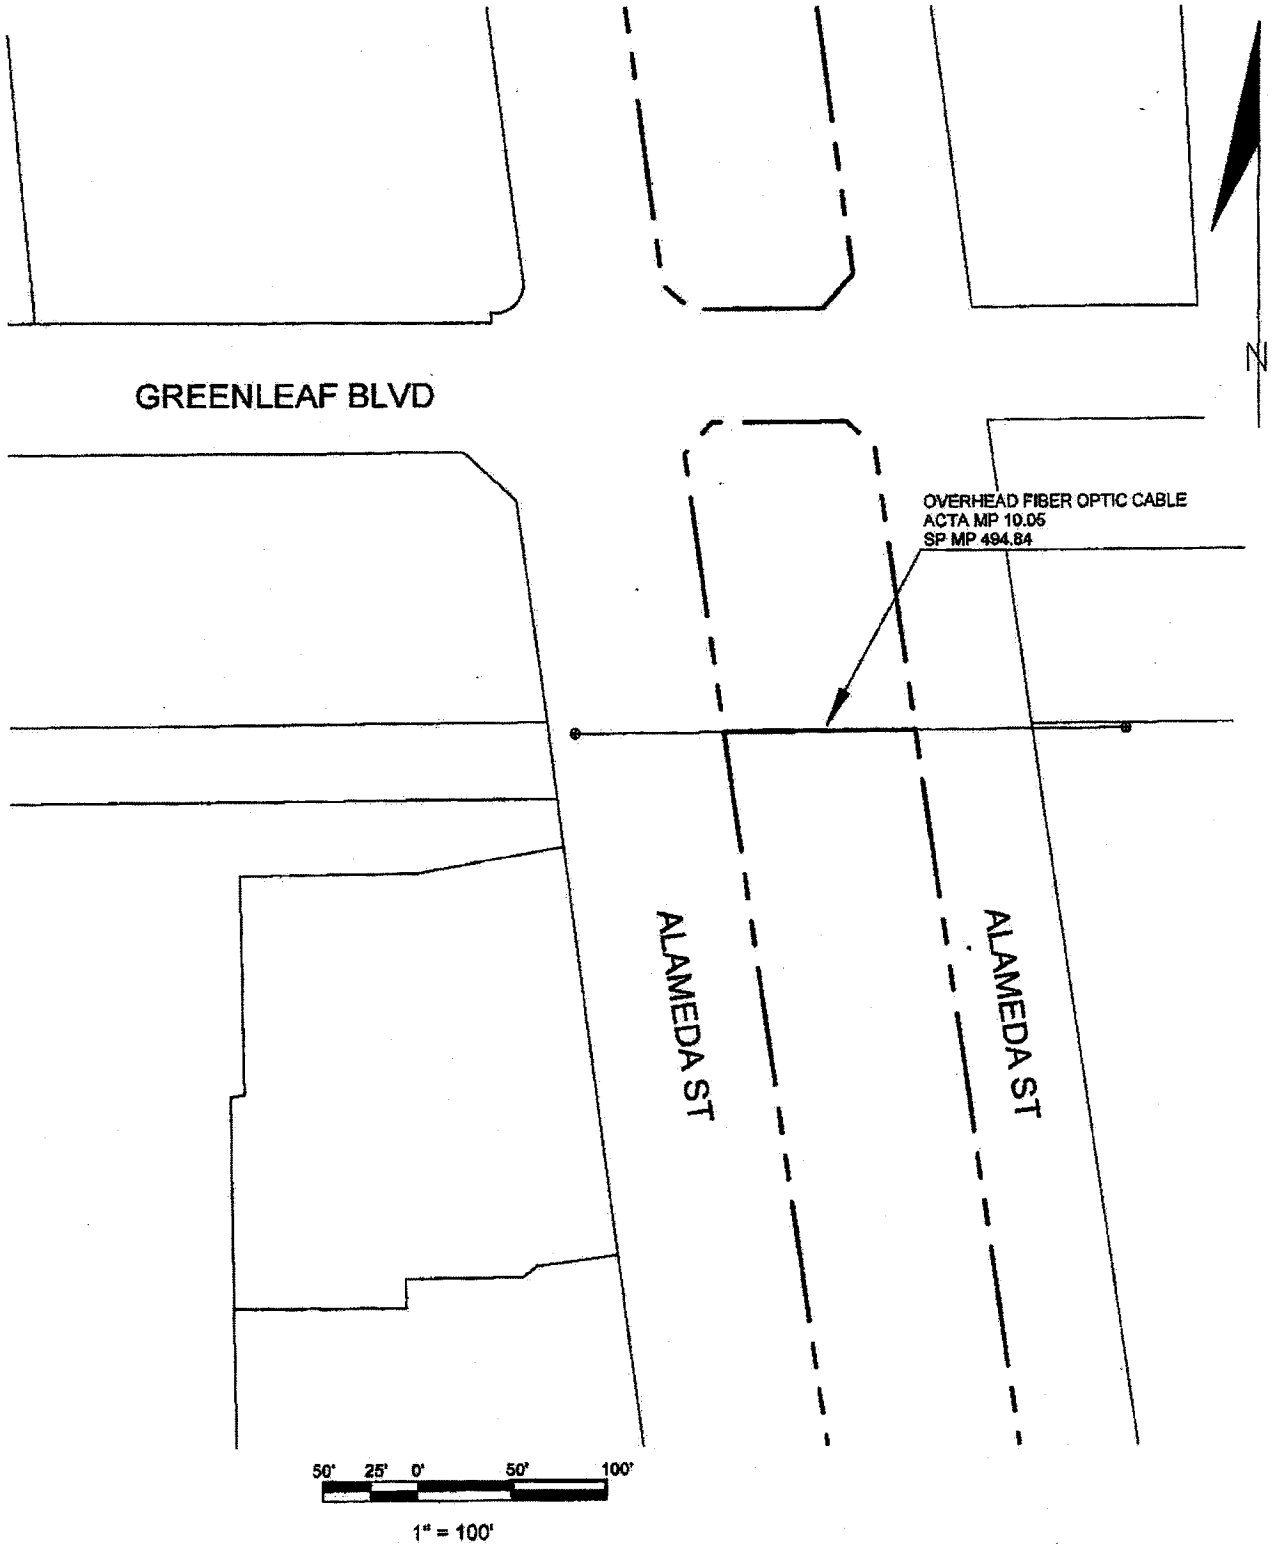 N
GREENLEAF BLVD
OVERHEAD FIBER OPTIC CABLE
ACTA MP 10.05
SP MP 494.84
ALAMEDA ST
ALAMEDA ST
50' 25' 0' 50' 100'
1" = 100'